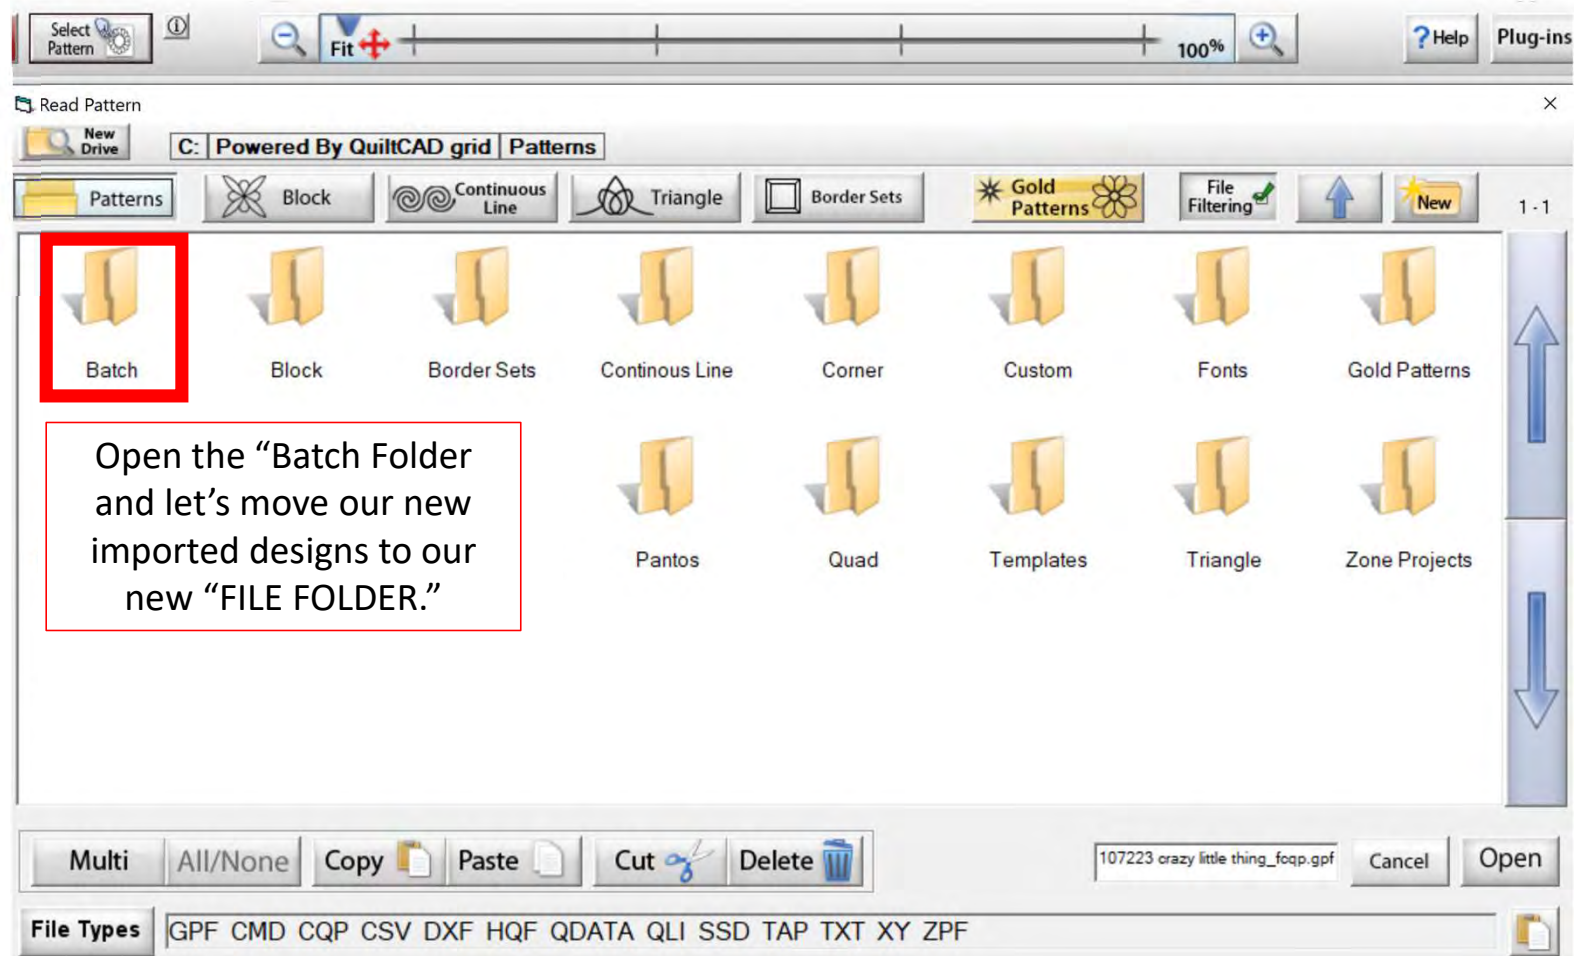 Select
Pattern
Fit
100%
?Help
Plug-ins
Read Pattern
New
Drive
C: Powered By QuiltCAD grid Patterns
Patterns
Block
Continuous
Line
Triangle
Border Sets
Gold
Patterns
File
Filtering
New
1 - 1
Batch
Block
Border Sets
Continous Line
Corner
Custom
Fonts
Gold Patterns
Open the “Batch Folder
and let’s move our new
imported designs to our
new “FILE FOLDER.”
Pantos
Quad
Templates
Triangle
Zone Projects
Multi
All/None
Copy
Paste
Cut
Delete
107223 crazy little thing_fcqp.gpf
Cancel
Open
File Types
GPF CMD CQP CSV DXF HQF QDATA QLI SSD TAP TXT XY ZPF